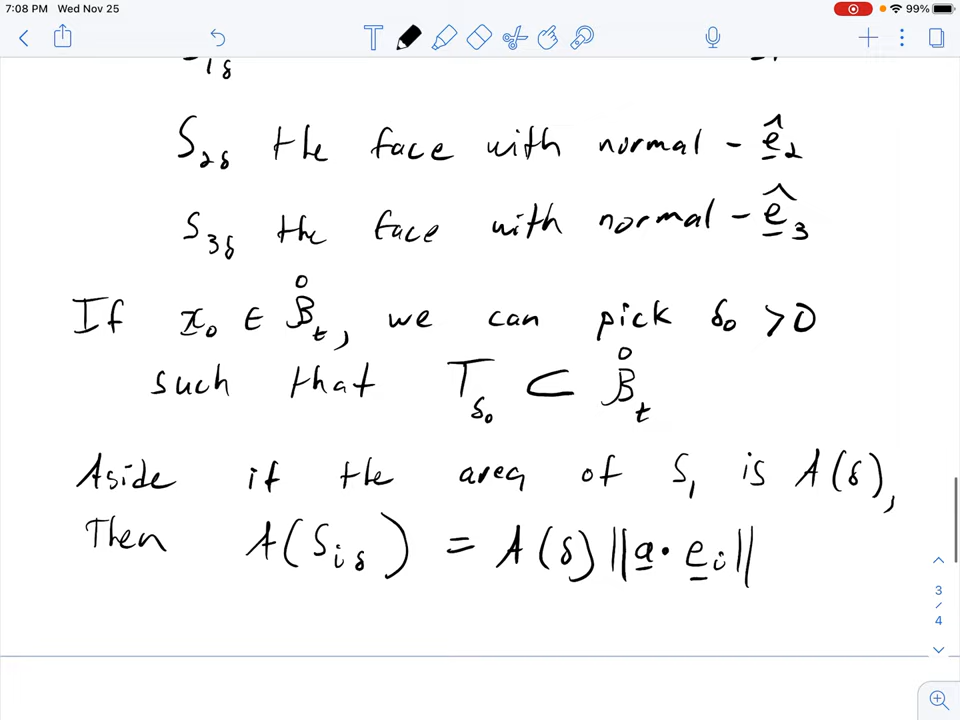 7:08 PM Wed Nov 25
99%
S₁δ
S₂δ the face with normal - ê₂
S₃δ the face with normal - ê₃
If x₀ ∈ B̊ₜ, we can pick δ₀ > 0
such that T_δ₀ ⊂ B̊ₜ
Aside if the area of S₁ is A(δ),
Then A(Sᵢδ) = A(δ) ||a · eᵢ||
3
/
4